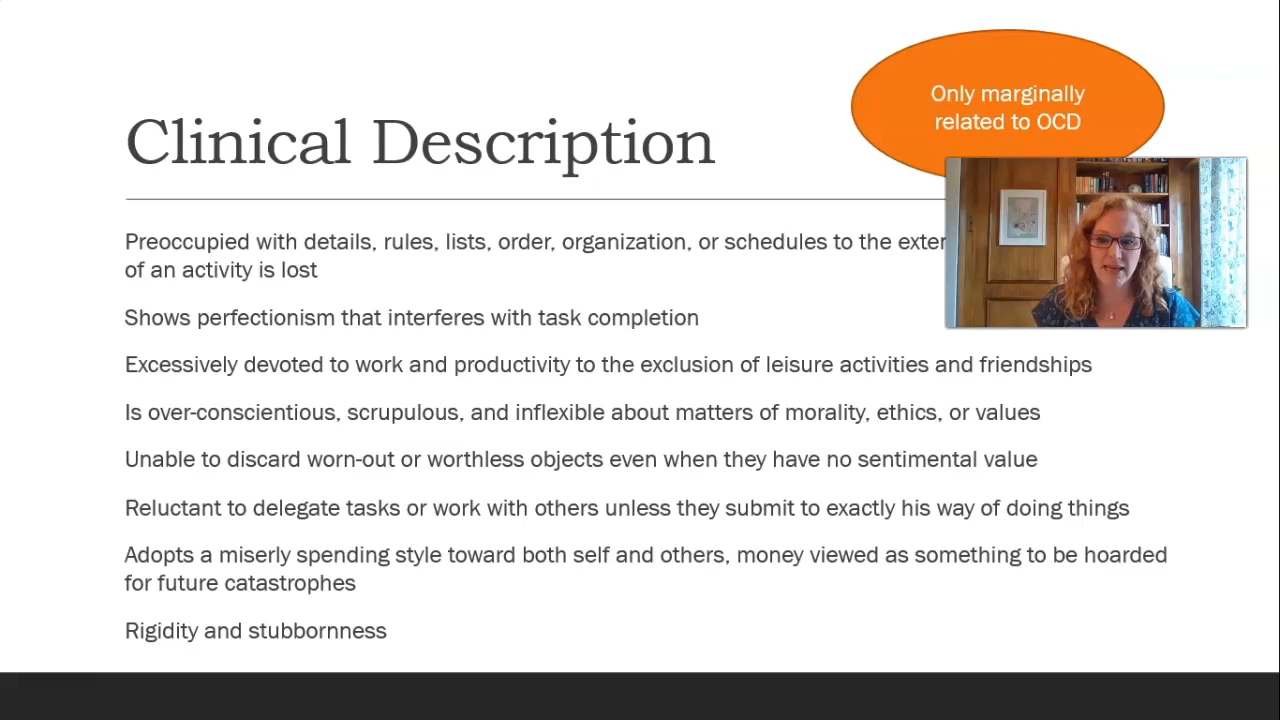 Only marginally
related to OCD
Clinical Description
Preoccupied with details, rules, lists, order, organization, or schedules to the
of an activity is lost
Shows perfectionism that interferes with task completion
Excessively devoted to work and productivity to the exclusion of leisure activities and friendships
Is over-conscientious, scrupulous, and inflexible about matters of morality, ethics, or values
Unable to discard worn-out or worthless objects even when they have no sentimental value
Reluctant to delegate tasks or work with others unless they submit to exactly his way of doing things
Adopts a miserly spending style toward both self and others, money viewed as something to be hoarded
for future catastrophes
Rigidity and stubbornness